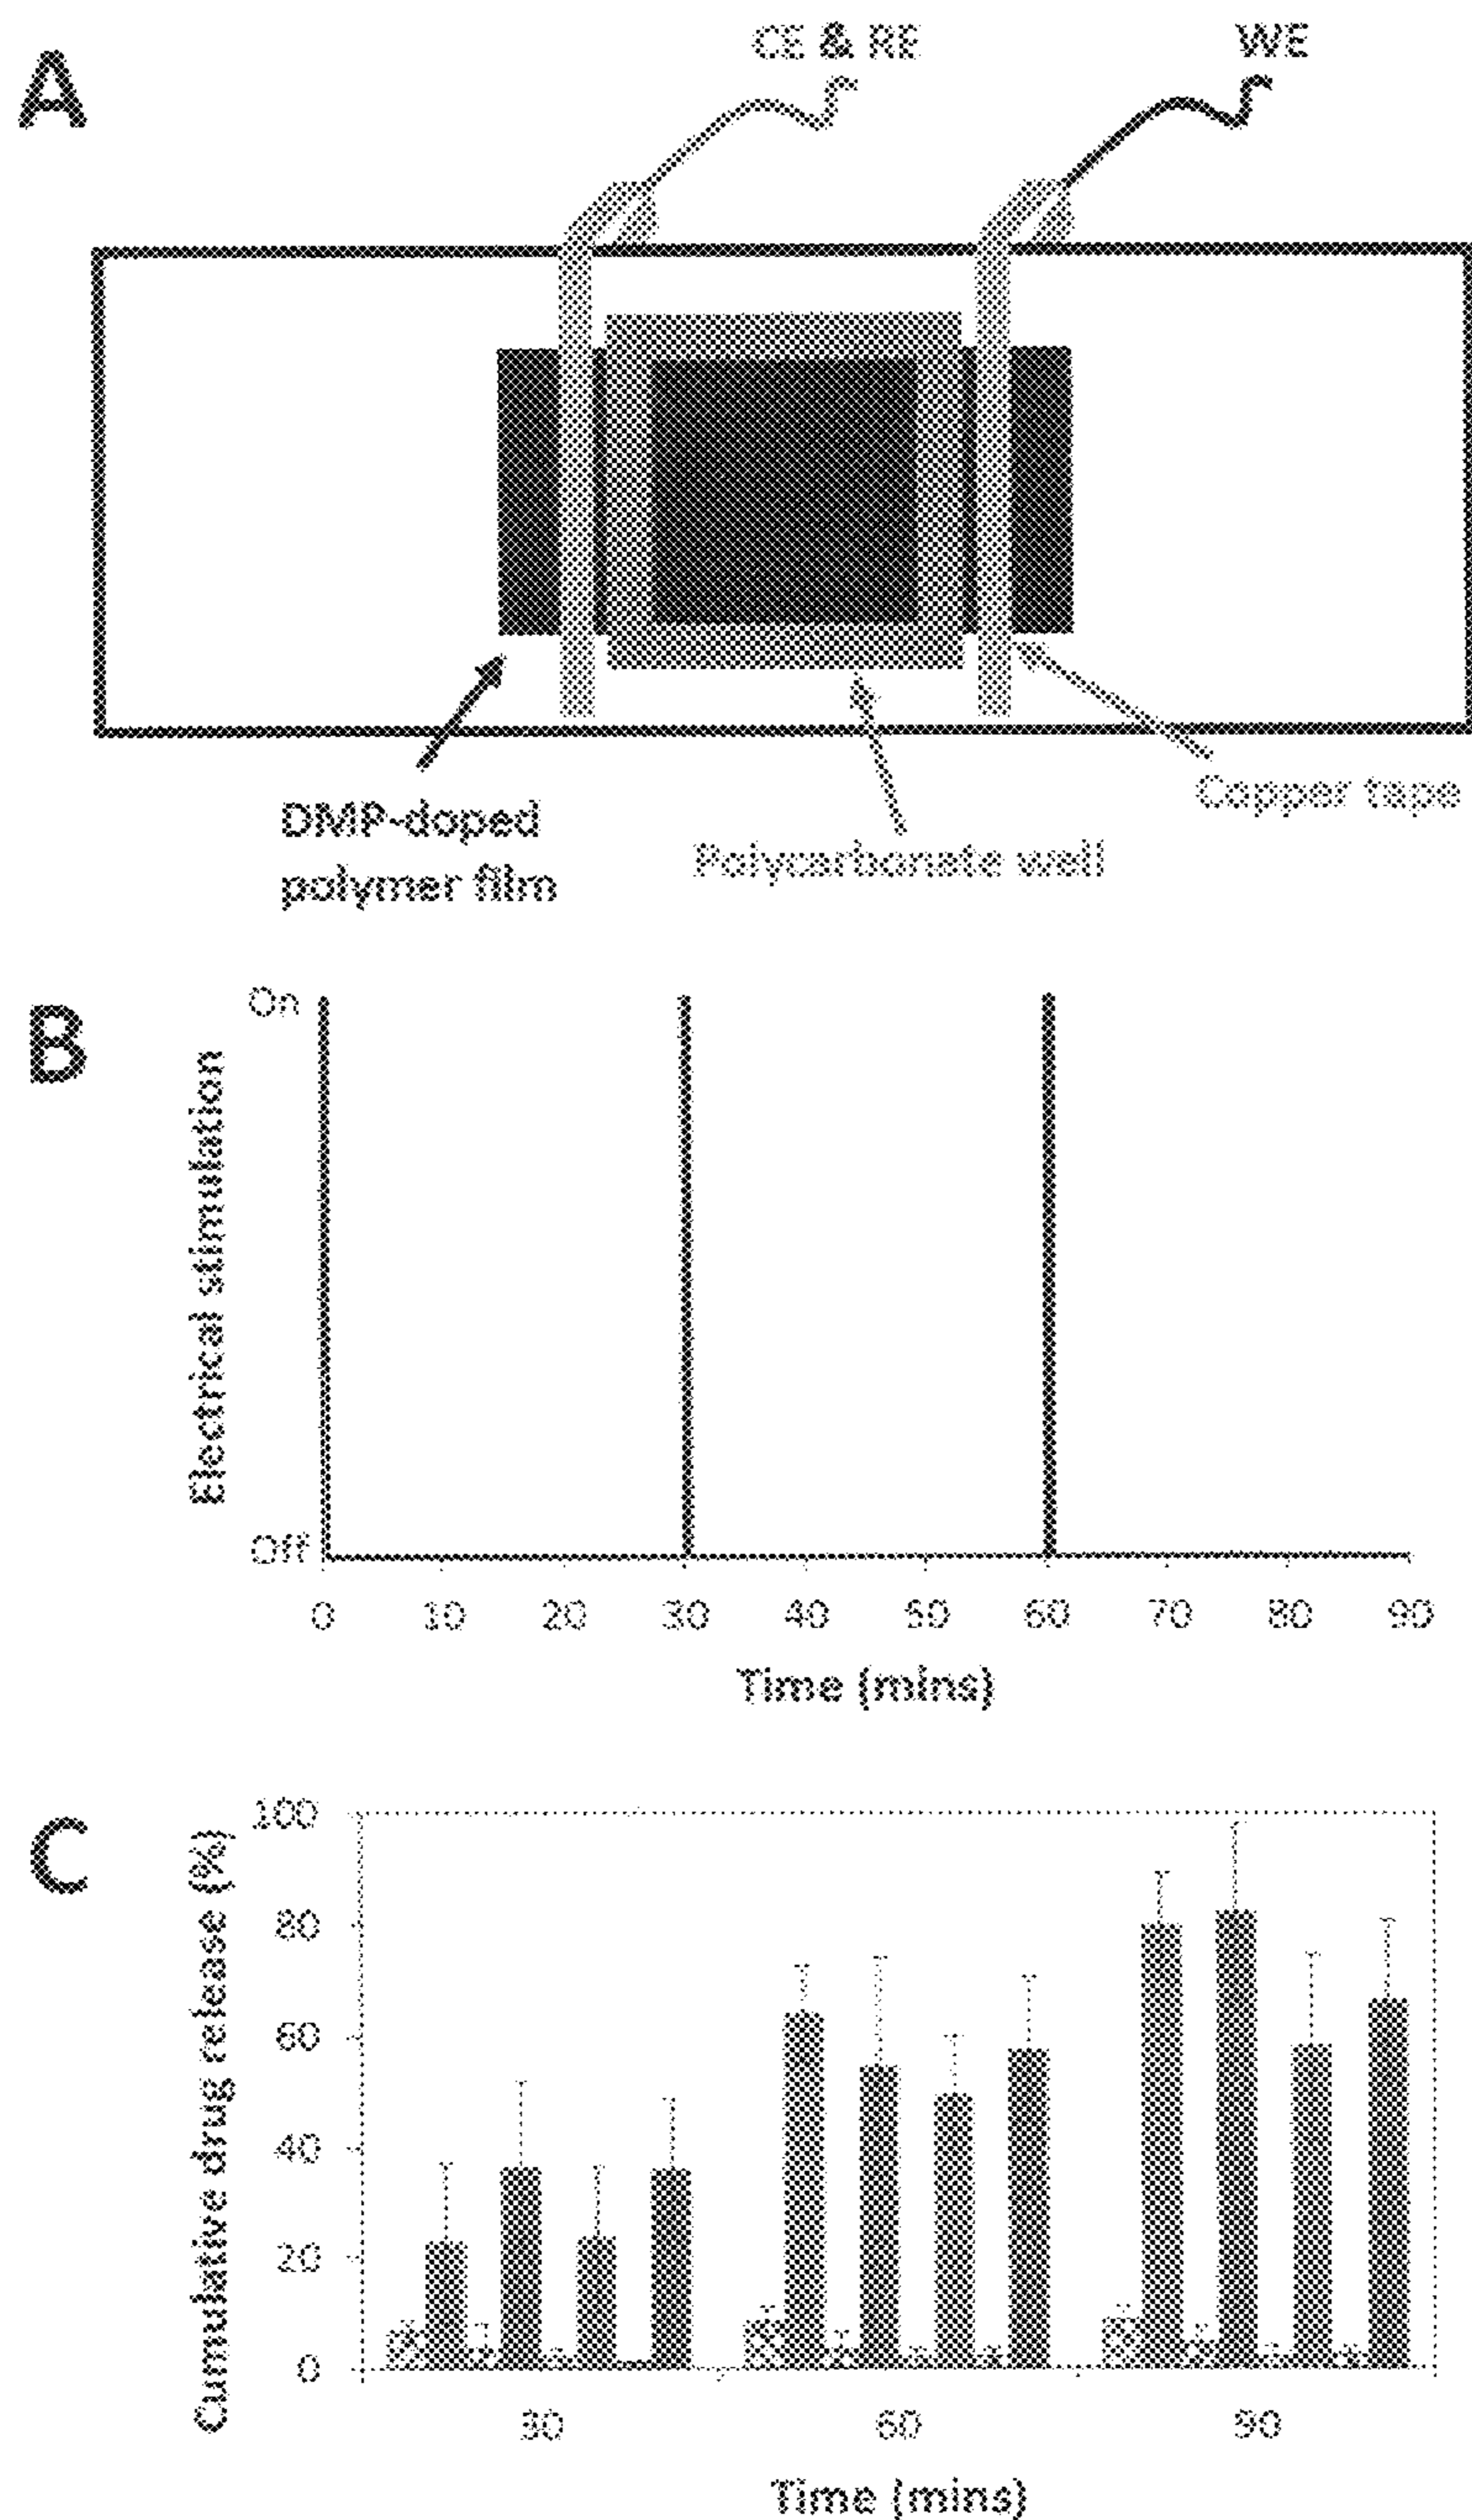 A
CE & RE
WE
DMP-doped
polymer film
Polycarbonate well
Copper tape
B
On
Electrical stimulation
Off
0 10 20 30 40 50 60 70 80 90
Time (mins)
C
Cumulative drug release (%)
100
80
60
40
20
0
30 60 90
Time (mins)